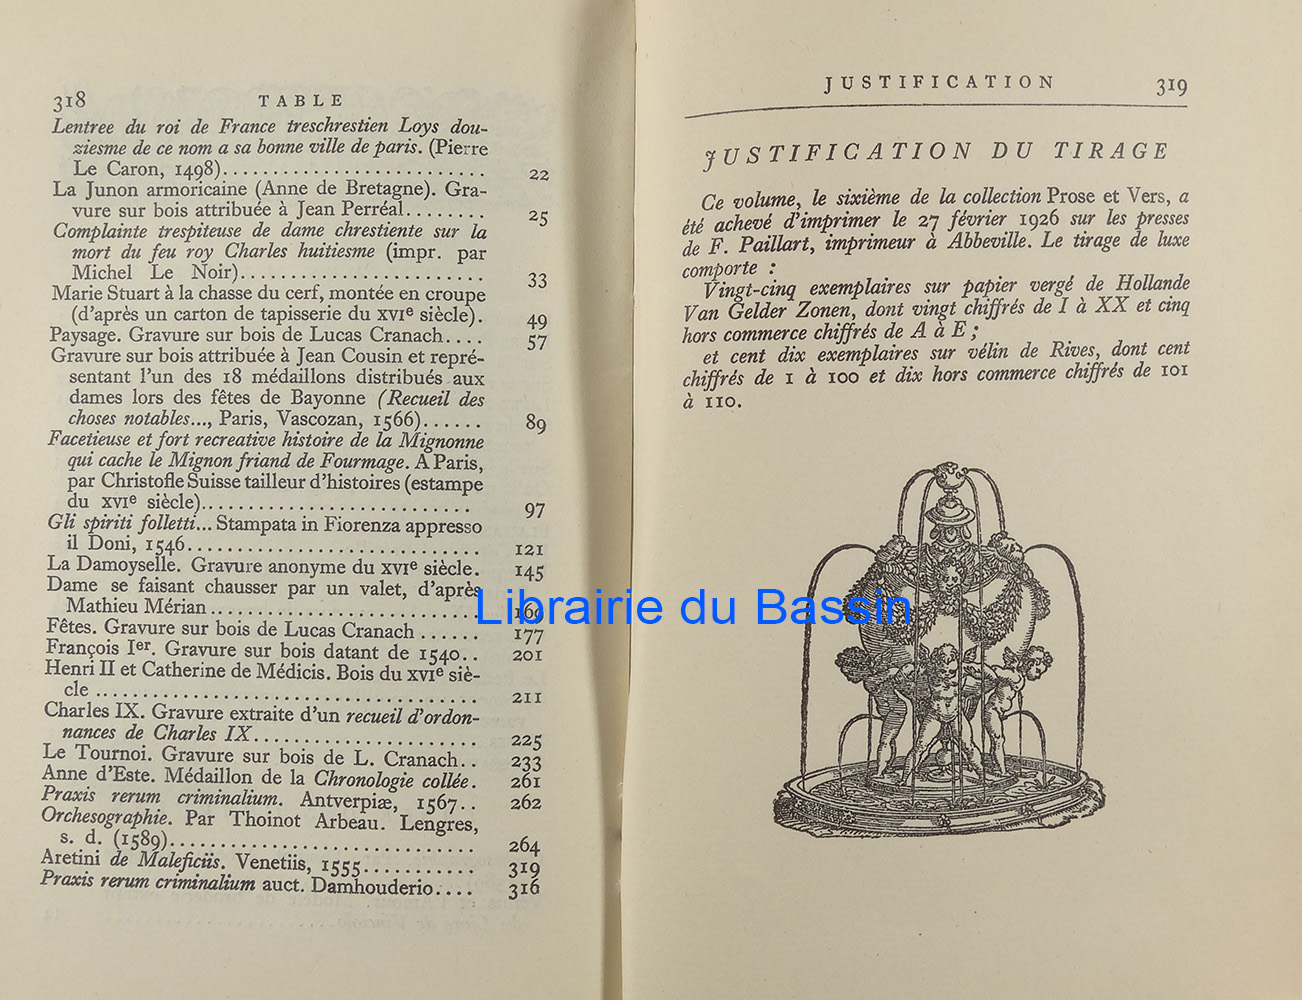 318 TABLE
Lentree du roi de France treschrestien Loys dou-
ziesme de ce nom a sa bonne ville de paris. (Pierre
Le Caron, 1498).......................... 22
La Junon armoricaine (Anne de Bretagne). Gra-
vure sur bois attribuée à Jean Perréal........ 25
Complainte trespiteuse de dame chrestiente sur la
mort du feu roy Charles huitiesme (impr. par
Michel Le Noir)........................ 33
Marie Stuart à la chasse du cerf, montée en croupe
(d'après un carton de tapisserie du XVIe siècle). 49
Paysage. Gravure sur bois de Lucas Cranach.... 57
Gravure sur bois attribuée à Jean Cousin et repré-
sentant l'un des 18 médaillons distribués aux
dames lors des fêtes de Bayonne (Recueil des
choses notables..., Paris, Vascozan, 1566)...... 89
Facetieuse et fort recreative histoire de la Mignonne
qui cache le Mignon friand de Fourmage. A Paris,
par Christofle Suisse tailleur d'histoires (estampe
du XVIe siècle)........................... 97
Gli spiriti folletti... Stampata in Fiorenza appresso
il Doni, 1546............................. 121
La Damoyselle. Gravure anonyme du XVIe siècle. 145
Dame se faisant chausser par un valet, d'après
Mathieu Mérian........................... 169
Fêtes. Gravure sur bois de Lucas Cranach...... 177
François Ier. Gravure sur bois datant de 1540.. 201
Henri II et Catherine de Médicis. Bois du XVIe siè-
cle...................................... 211
Charles IX. Gravure extraite d'un recueil d'ordon-
nances de Charles IX...................... 225
Le Tournoi. Gravure sur bois de L. Cranach.. 233
Anne d'Este. Médaillon de la Chronologie collée. 261
Praxis rerum criminalium. Antverpiæ, 1567.. 262
Orchesographie. Par Thoinot Arbeau. Lengres,
s. d. (1589)............................... 264
Aretini de Maleficiis. Venetiis, 1555........... 319
Praxis rerum criminalium auct. Damhouderio.... 316
JUSTIFICATION 319
JUSTIFICATION DU TIRAGE
Ce volume, le sixième de la collection Prose et Vers, a
été achevé d'imprimer le 27 février 1926 sur les presses
de F. Paillart, imprimeur à Abbeville. Le tirage de luxe
comporte :
Vingt-cinq exemplaires sur papier vergé de Hollande
Van Gelder Zonen, dont vingt chiffrés de I à XX et cinq
hors commerce chiffrés de A à E ;
et cent dix exemplaires sur vélin de Rives, dont cent
chiffrés de 1 à 100 et dix hors commerce chiffrés de 101
à 110.
Librairie du Bassin